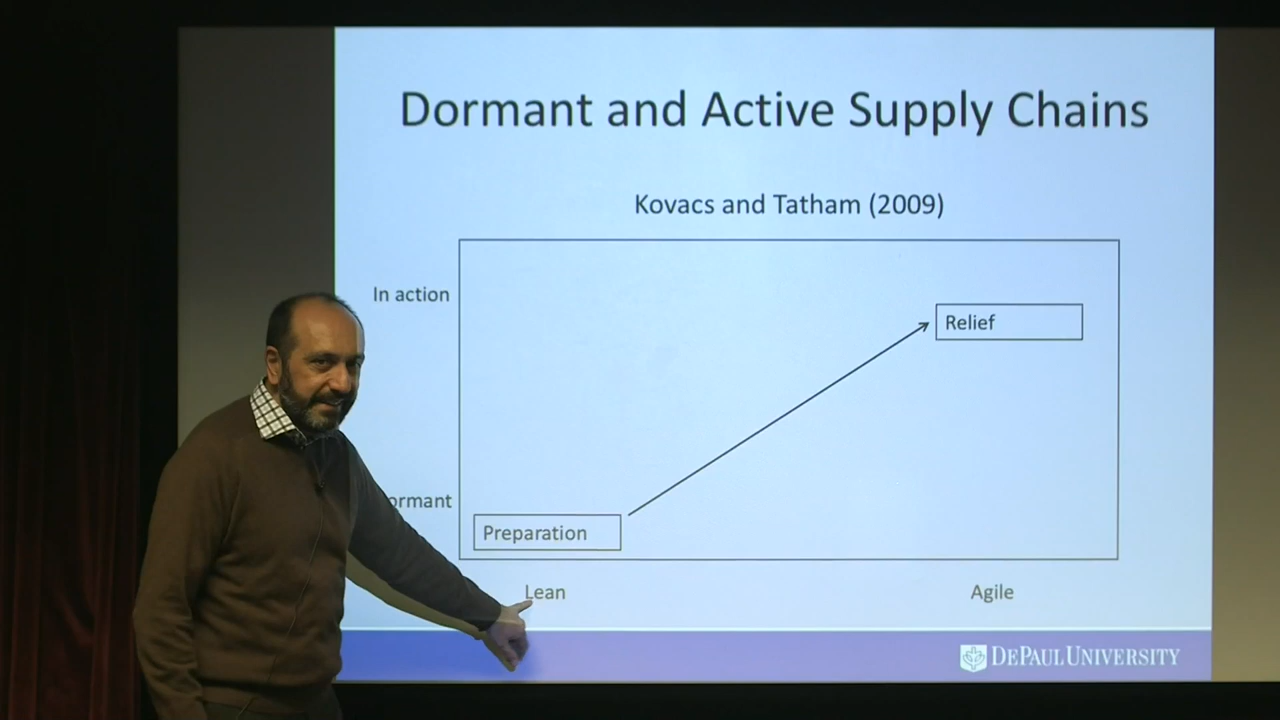 Dormant and Active Supply Chains
Kovacs and Tatham (2009)
In action
Relief
ormant
Preparation
Lean
Agile
DEPAUL UNIVERSITY